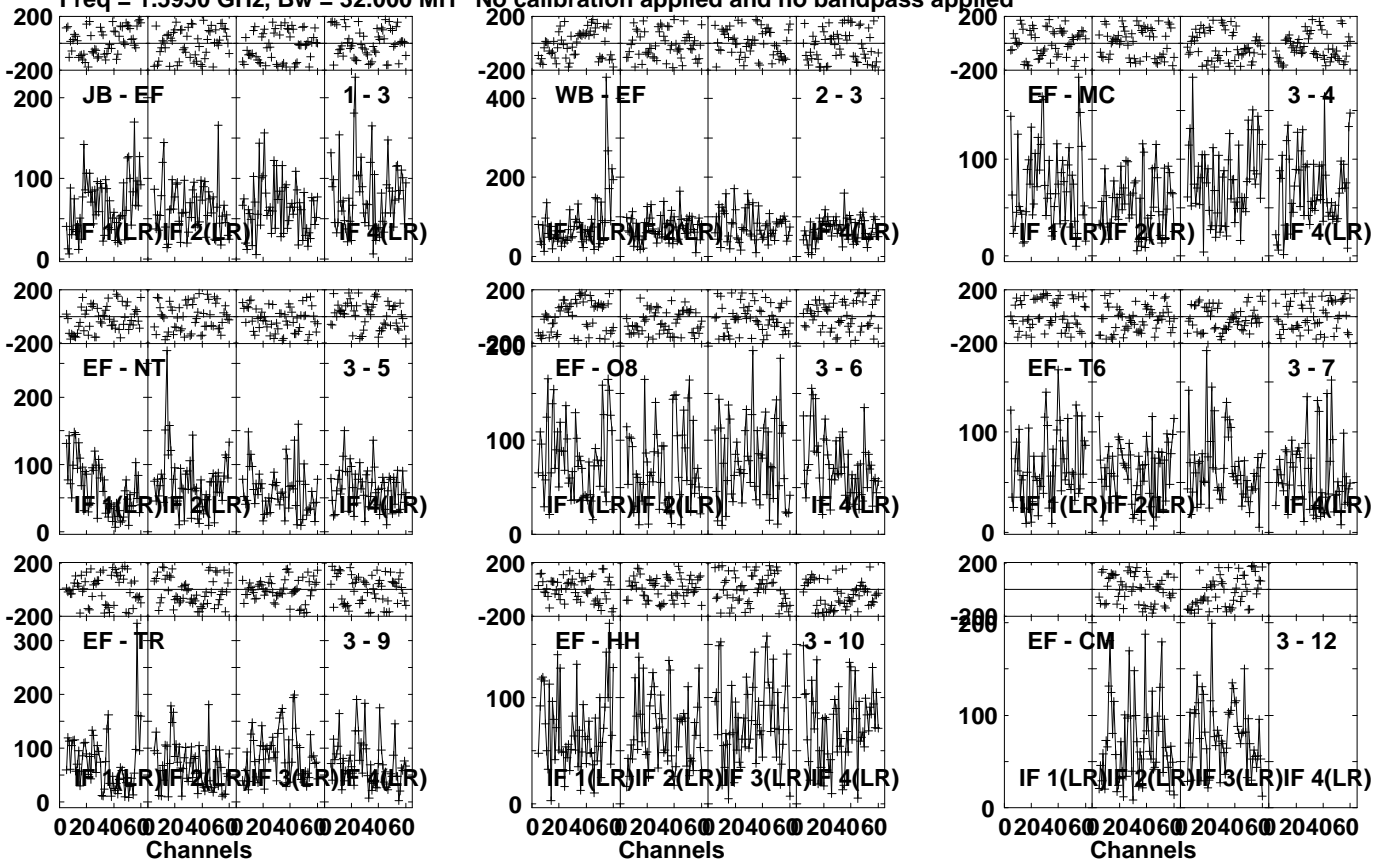 Freq = 1.5950 GHz, Bw = 32.000 MH No calibration applied and no bandpass applied
200
-200
JB - EF 1 - 3
200
100
0
IF 1(LR) IF 2(LR) IF 4(LR)
200
-200
WB - EF 2 - 3
400
300
200
100
0
IF 1(LR) IF 2(LR) IF 4(LR)
200
-200
EF - MC 3 - 4
100
0
IF 1(LR) IF 2(LR) IF 4(LR)
200
-200
EF - NT 3 - 5
200
100
0
IF 1(LR) IF 2(LR) IF 4(LR)
200
-200
200
EF - O8 3 - 6
100
0
IF 1(LR) IF 2(LR) IF 4(LR)
200
-200
EF - T6 3 - 7
100
0
IF 1(LR) IF 2(LR) IF 4(LR)
200
-200
EF - TR 3 - 9
300
200
100
0
IF 1(LR) IF 2(LR) IF 3(LR) IF 4(LR)
0 20 40 60 0 20 40 60 0 20 40 60 0 20 40 60
Channels
200
-200
EF - HH 3 - 10
100
0
IF 1(LR) IF 2(LR) IF 3(LR) IF 4(LR)
0 20 40 60 0 20 40 60 0 20 40 60 0 20 40 60
Channels
200
-200
200
EF - CM 3 - 12
100
0
IF 1(LR) IF 2(LR) IF 3(LR) IF 4(LR)
0 20 40 60 0 20 40 60 0 20 40 60 0 20 40 60
Channels